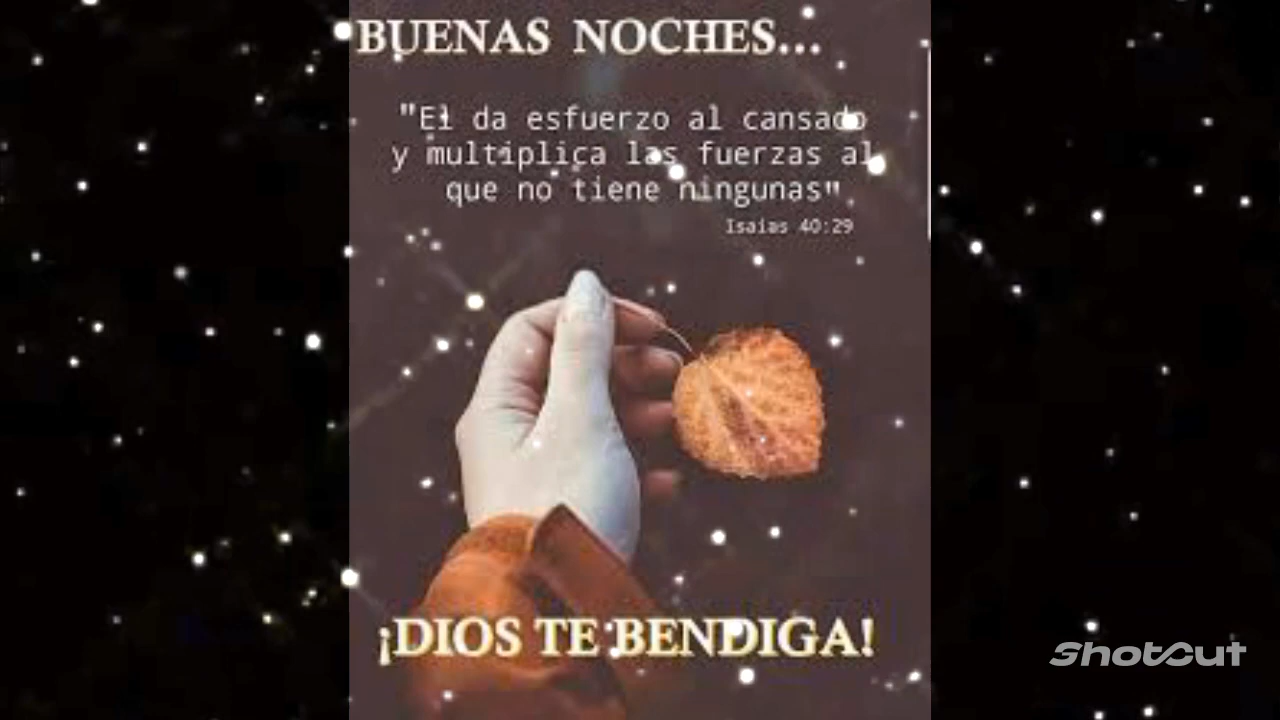 BUENAS NOCHES...
"El da esfuerzo al cansado
y multiplica las fuerzas al
que no tiene ningunas"
Isaías 40:29
¡DIOS TE BENDIGA!
ShotCut